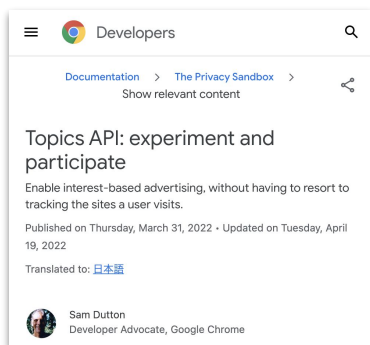 Developers
Documentation > The Privacy Sandbox >
Show relevant content
Topics API: experiment and
participate
Enable interest-based advertising, without having to resort to
tracking the sites a user visits.
Published on Thursday, March 31, 2022 • Updated on Tuesday, April
19, 2022
Translated to: 日本語
Sam Dutton
Developer Advocate, Google Chrome